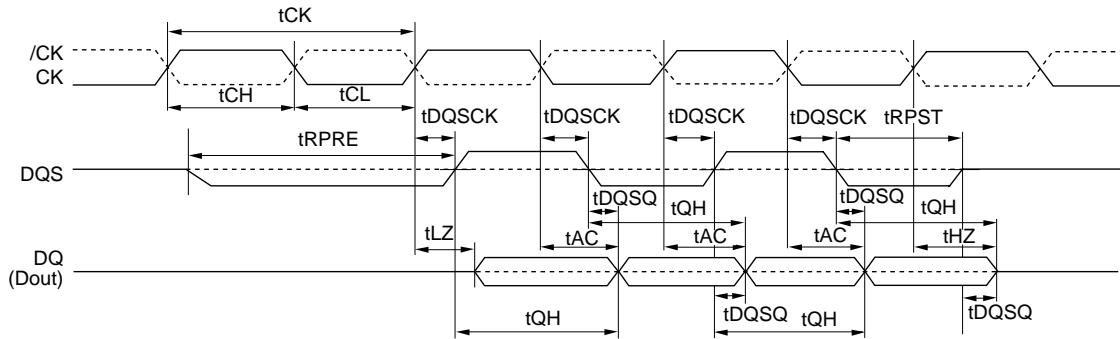 tCK
/CK
CK
tCH
tCL
tDQSCK
tDQSCK
tDQSCK
tDQSCK
tRPST
tRPRE
DQS
tDQSQ
tQH
tDQSQ
tQH
tLZ
tAC
tAC
tAC
tHZ
DQ
(Dout)
tQH
tDQSQ
tQH
tDQSQ